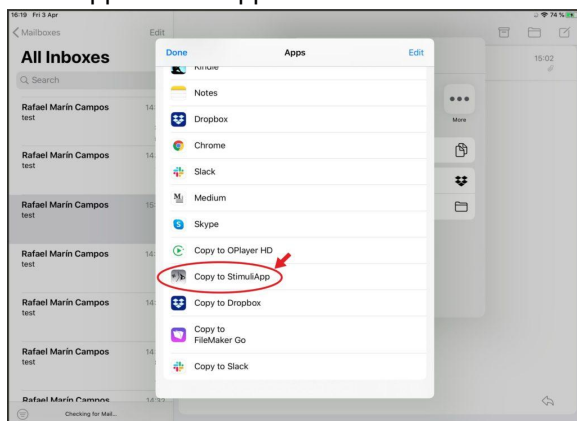 16:19 Fri 3 Apr
74 %
Mailboxes
Edit
All Inboxes
Search
Rafael Marín Campos
test
Rafael Marín Campos
test
Rafael Marín Campos
test
Rafael Marín Campos
test
Rafael Marín Campos
test
Rafael Marín Campos
test
Rafael Marín Campos
14:33
Checking for Mail...
Done
Apps
Edit
Kindle
Notes
Dropbox
Chrome
Slack
Medium
Skype
Copy to OPlayer HD
Copy to StimuliApp
Copy to Dropbox
Copy to
FileMaker Go
Copy to Slack
More
15:02